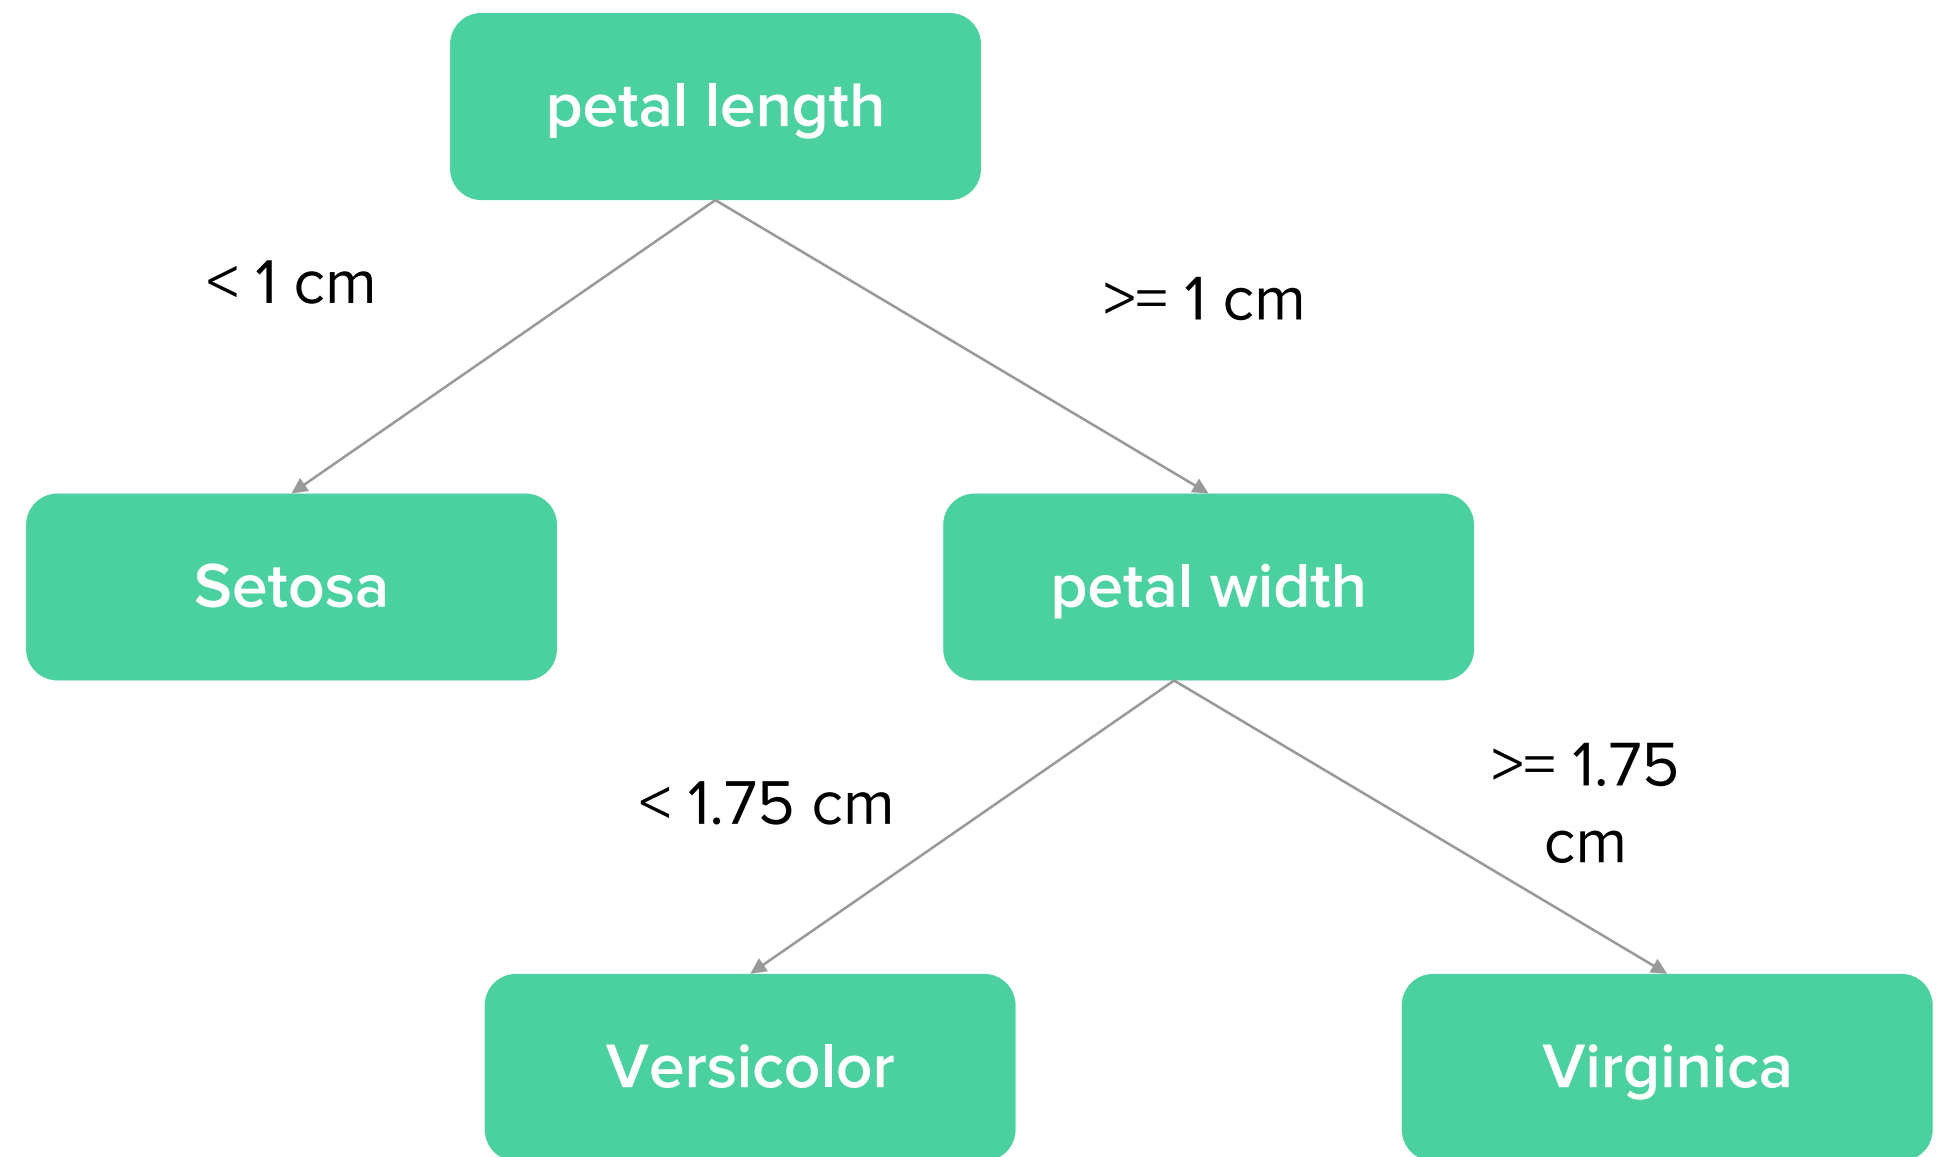 petal length
< 1 cm
>= 1 cm
Setosa
petal width
< 1.75 cm
>= 1.75
cm
Versicolor
Virginica